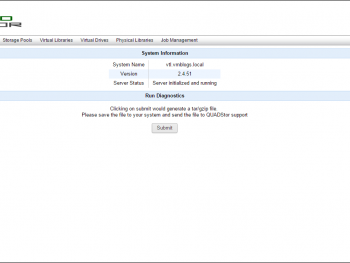 Storage Pools Virtual Libraries Virtual Drives Physical Libraries Job Management
System Information
System Name vtl.vmblogs.local
Version 2.4.51
Server Status Server initialized and running
Run Diagnostics
Clicking on submit would generate a tar/gzip file.
Please save the file to your system and send the file to QUADStor support
Submit